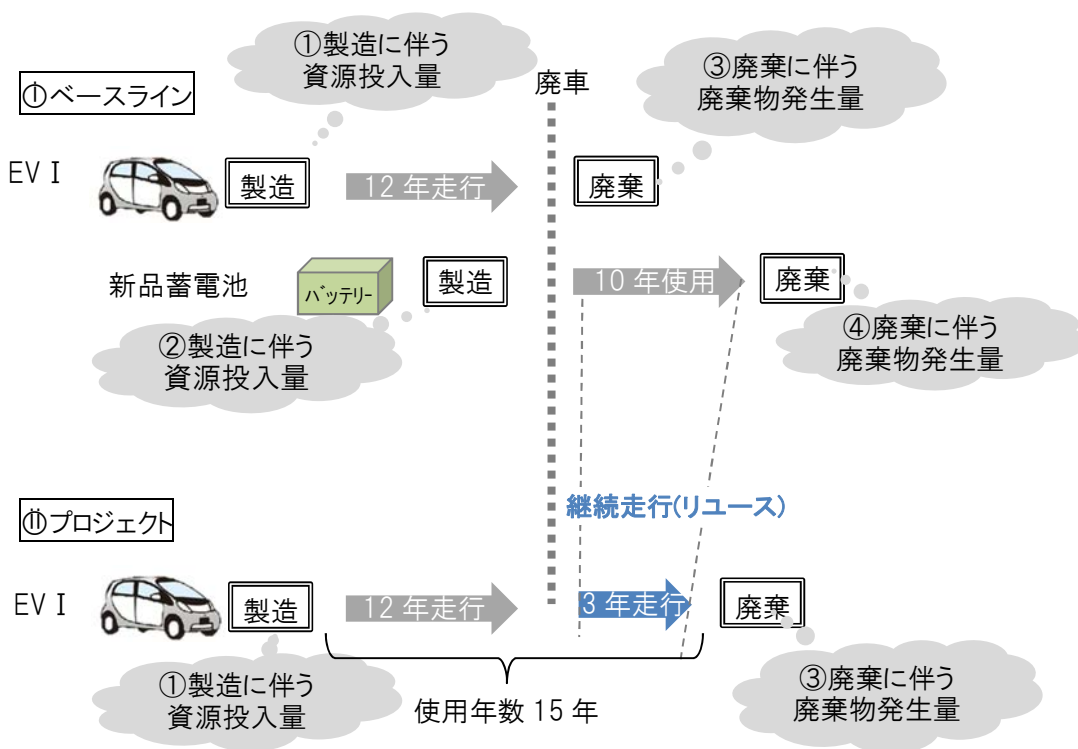 ①製造に伴う
資源投入量
廃車
③廃棄に伴う
廃棄物発生量
Ⓘベースライン
EV I
製造
12 年走行
廃棄
新品蓄電池
バッテリー
製造
10 年使用
廃棄
②製造に伴う
資源投入量
④廃棄に伴う
廃棄物発生量
継続走行(リユース)
Ⅱプロジェクト
EV I
製造
12 年走行
3 年走行
廃棄
①製造に伴う
資源投入量
使用年数 15 年
③廃棄に伴う
廃棄物発生量